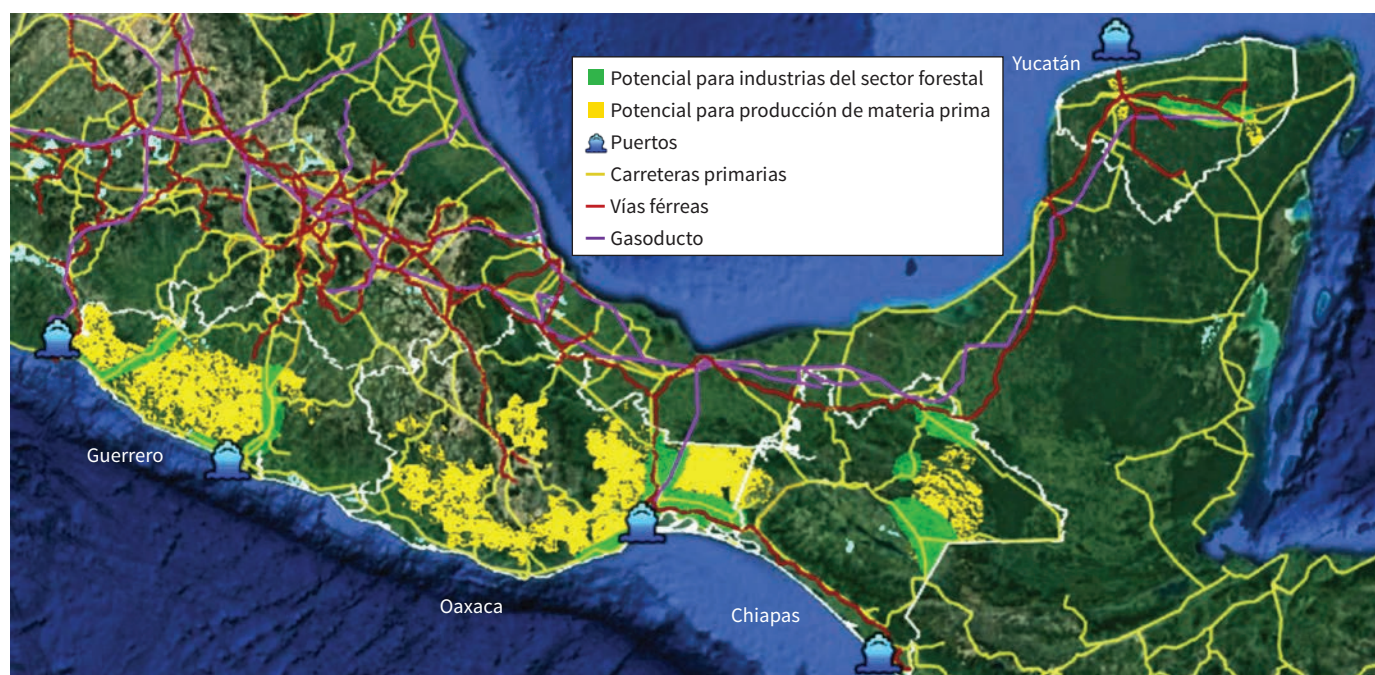 Yucatán
Potencial para industrias del sector forestal
Potencial para producción de materia prima
Puertos
Carreteras primarias
Vías férreas
Gasoducto
Guerrero
Oaxaca
Chiapas